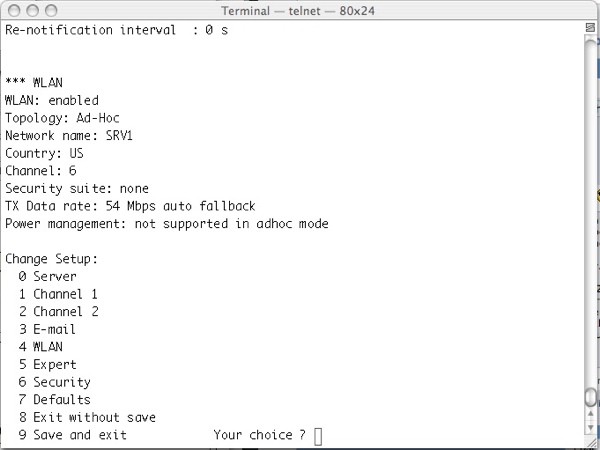 Terminal — telnet — 80x24
Re-notification interval  : 0 s
*** WLAN
WLAN: enabled
Topology: Ad-Hoc
Network name: SRV1
Country: US
Channel: 6
Security suite: none
TX Data rate: 54 Mbps auto fallback
Power management: not supported in adhoc mode
Change Setup:
0 Server
1 Channel 1
2 Channel 2
3 E-mail
4 WLAN
5 Expert
6 Security
7 Defaults
8 Exit without save
9 Save and exit            Your choice ?